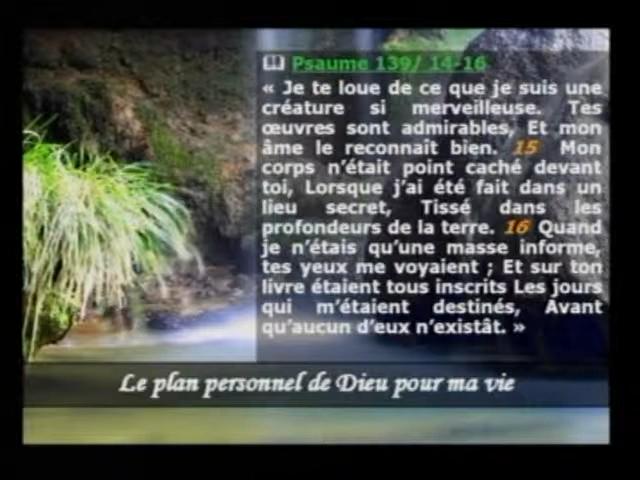 Psaume 139/ 14-16
« Je te loue de ce que je suis une
créature si merveilleuse. Tes
œuvres sont admirables, Et mon
âme le reconnaît bien. 15 Mon
corps n'était point caché devant
toi, Lorsque j'ai été fait dans un
lieu secret, Tissé dans les
profondeurs de la terre. 16 Quand
je n'étais qu'une masse informe,
tes yeux me voyaient ; Et sur ton
livre étaient tous inscrits Les jours
qui m'étaient destinés, Avant
qu'aucun d'eux n'existât. »
Le plan personnel de Dieu pour ma vie